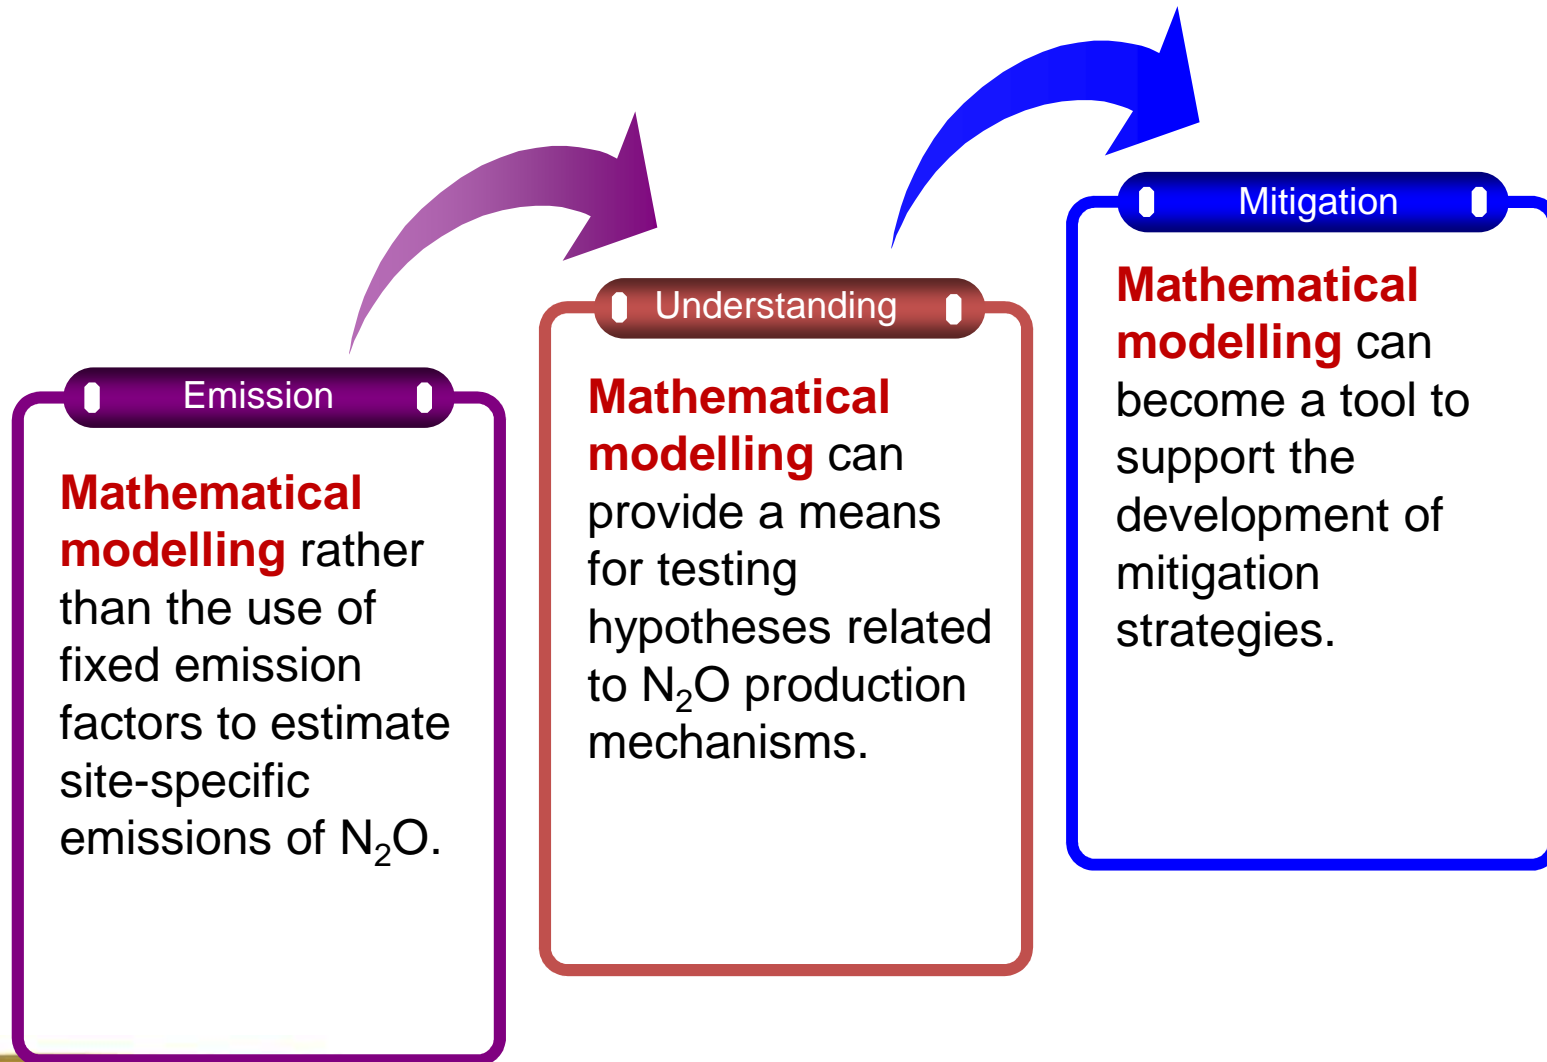 Emission
Mathematical
modelling rather
than the use of
fixed emission
factors to estimate
site-specific
emissions of N₂O.
Understanding
Mathematical
modelling can
provide a means
for testing
hypotheses related
to N₂O production
mechanisms.
Mitigation
Mathematical
modelling can
become a tool to
support the
development of
mitigation
strategies.